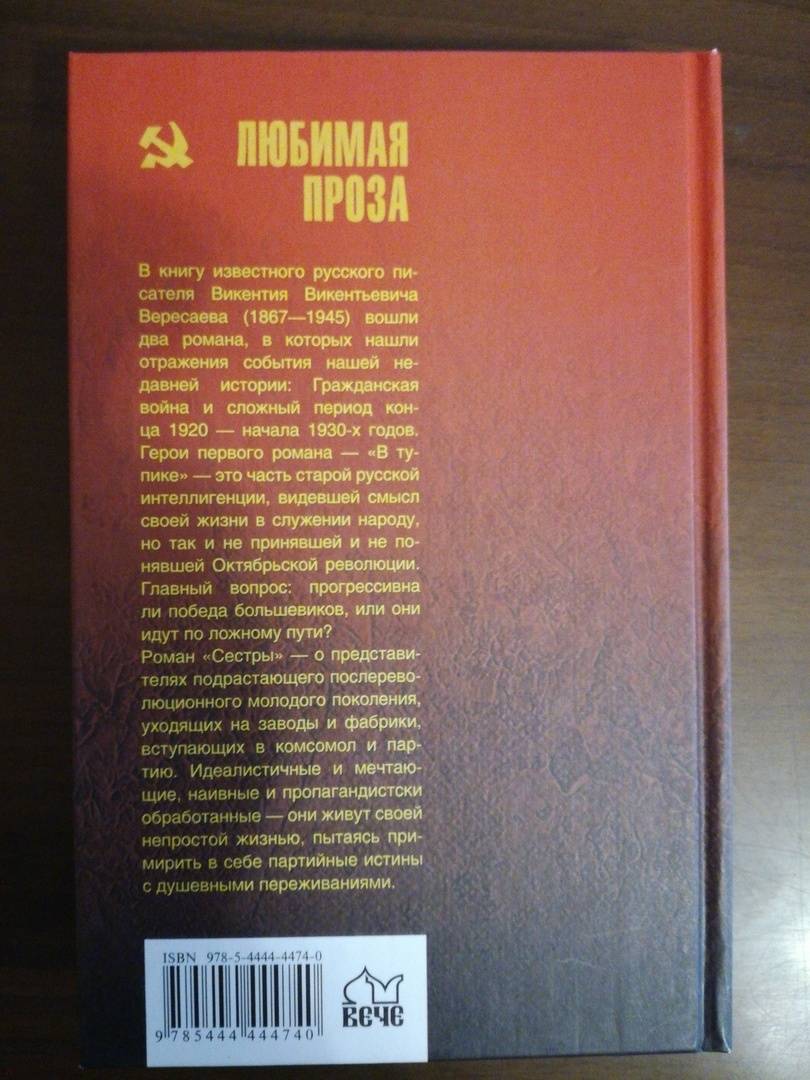 ЛЮБИМАЯ
ПРОЗА
В книгу известного русского пи-
сателя Викентия Викентьевича
Вересаева (1867—1945) вошли
два романа, в которых нашли
отражения события нашей не-
давней истории: Гражданская
война и сложный период кон-
ца 1920 — начала 1930-х годов.
Герои первого романа — «В ту-
пике» — это часть старой русской
интеллигенции, видевшей смысл
своей жизни в служении народу,
но так и не принявшей и не по-
нявшей Октябрьской революции.
Главный вопрос: прогрессивна
ли победа большевиков, или они
идут по ложному пути?
Роман «Сестры» — о представи-
телях подрастающего послерево-
люционного молодого поколения,
уходящих на заводы и фабрики,
вступающих в комсомол и пар-
тию. Идеалистичные и мечтаю-
щие, наивные и пропагандистски
обработанные — они живут своей
непростой жизнью, пытаясь при-
мирить в себе партийные истины
с душевными переживаниями.
ISBN 978-5-4444-4474-0
9 785444 444740
ВЕЧЕ